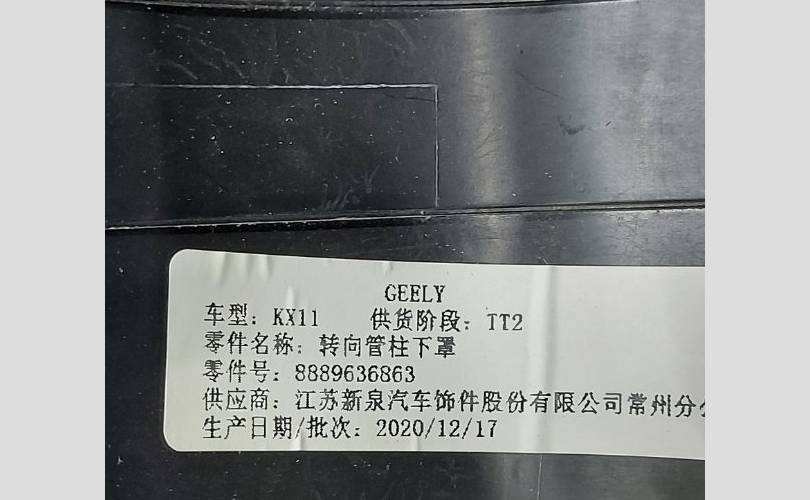 GEELY
车型: KX11 供货阶段: TT2
零件名称: 转向管柱下罩
零件号: 8889636863
供应商: 江苏新泉汽车饰件股份有限公司常州分
生产日期/批次: 2020/12/17